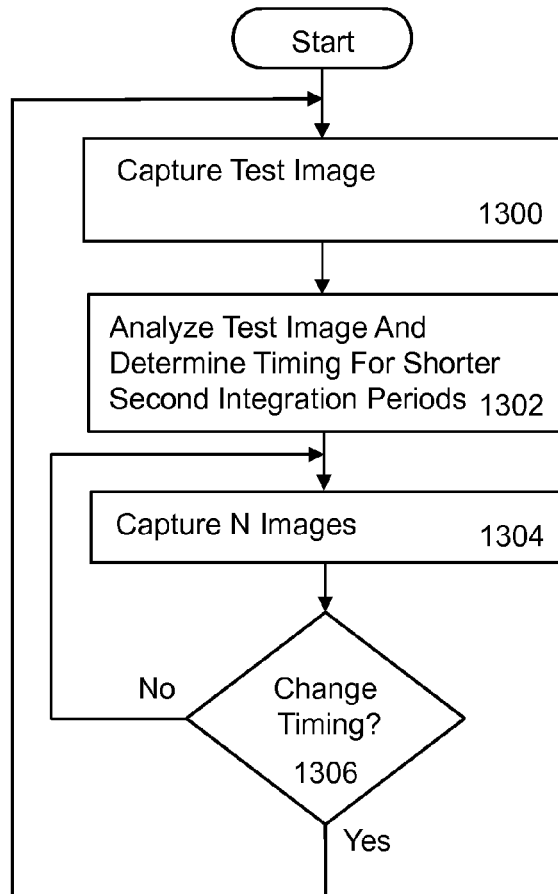 Start
Capture Test Image
1300
Analyze Test Image And
Determine Timing For Shorter
Second Integration Periods 1302
Capture N Images
1304
No
Change
Timing?
1306
Yes